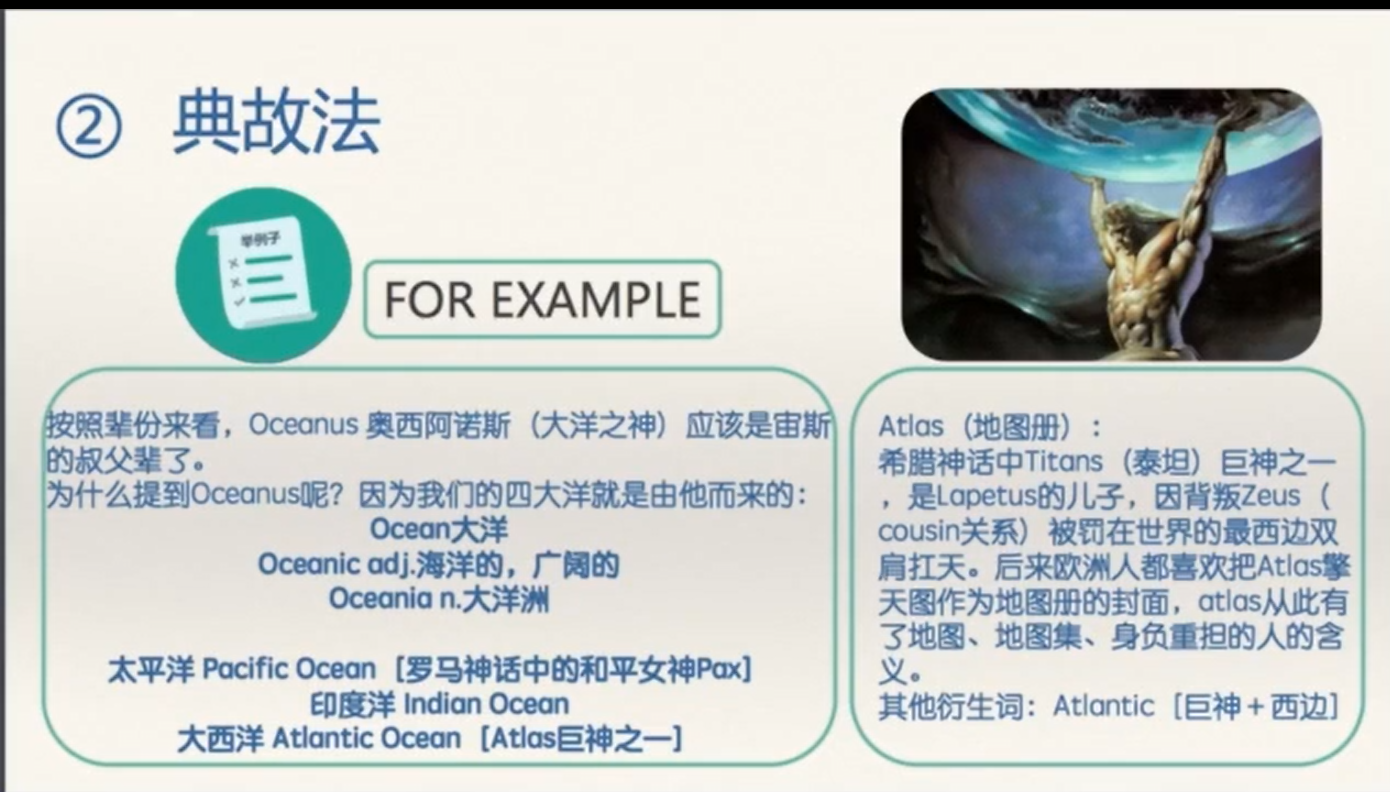 ② 典故法
举例子
FOR EXAMPLE
按照辈份来看，Oceanus 奥西阿诺斯（大洋之神）应该是宙斯
的叔父辈了。
为什么提到Oceanus呢？因为我们的四大洋就是由他而来的：
Ocean大洋
Oceanic adj.海洋的，广阔的
Oceania n.大洋洲
太平洋 Pacific Ocean［罗马神话中的和平女神Pax］
印度洋 Indian Ocean
大西洋 Atlantic Ocean［Atlas巨神之一］
Atlas（地图册）：
希腊神话中Titans（泰坦）巨神之一
，是Lapetus的儿子，因背叛Zeus（
cousin关系）被罚在世界的最西边双
肩扛天。后来欧洲人都喜欢把Atlas擎
天图作为地图册的封面，atlas从此有
了地图、地图集、身负重担的人的含
义。
其他衍生词：Atlantic［巨神＋西边］